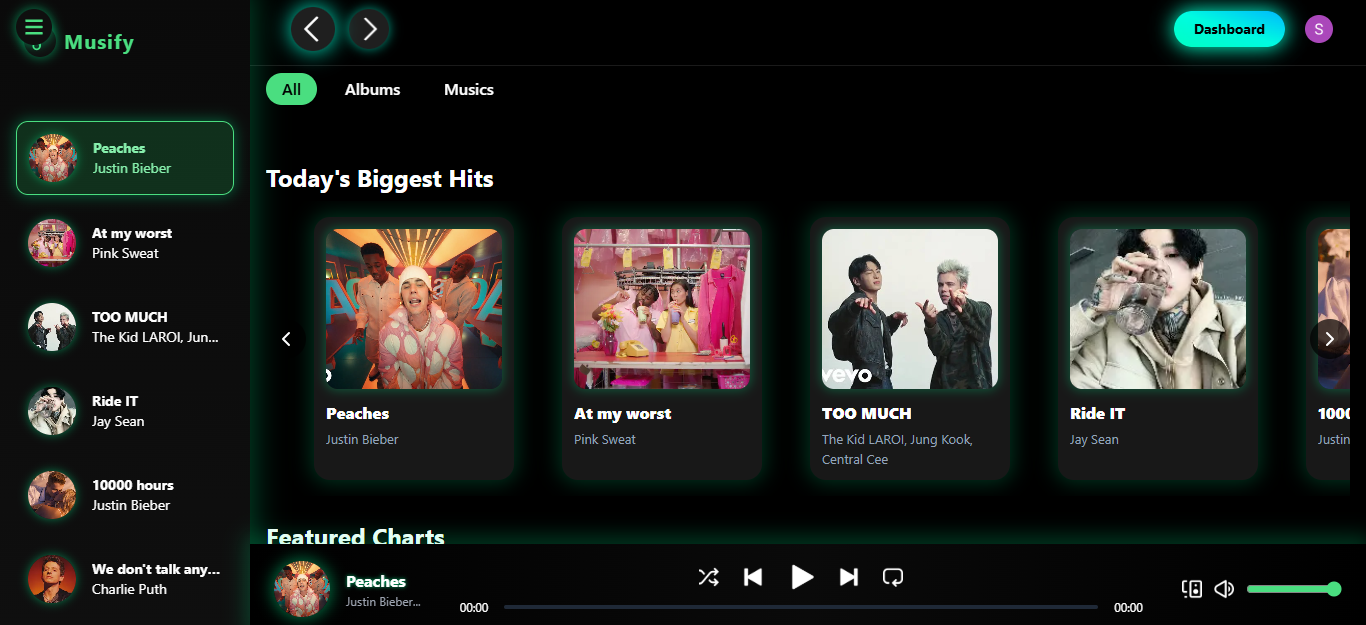 Musify
Dashboard
S
All
Albums
Musics
Peaches
Justin Bieber
At my worst
Pink Sweat
TOO MUCH
The Kid LAROI, Jun...
Ride IT
Jay Sean
10000 hours
Justin Bieber
We don't talk any...
Charlie Puth
Today's Biggest Hits
Peaches
Justin Bieber
At my worst
Pink Sweat
vevo
TOO MUCH
The Kid LAROI, Jung Kook,
Central Cee
Ride IT
Jay Sean
1000
Justin
Featured Charts
Peaches
Justin Bieber...
00:00
00:00